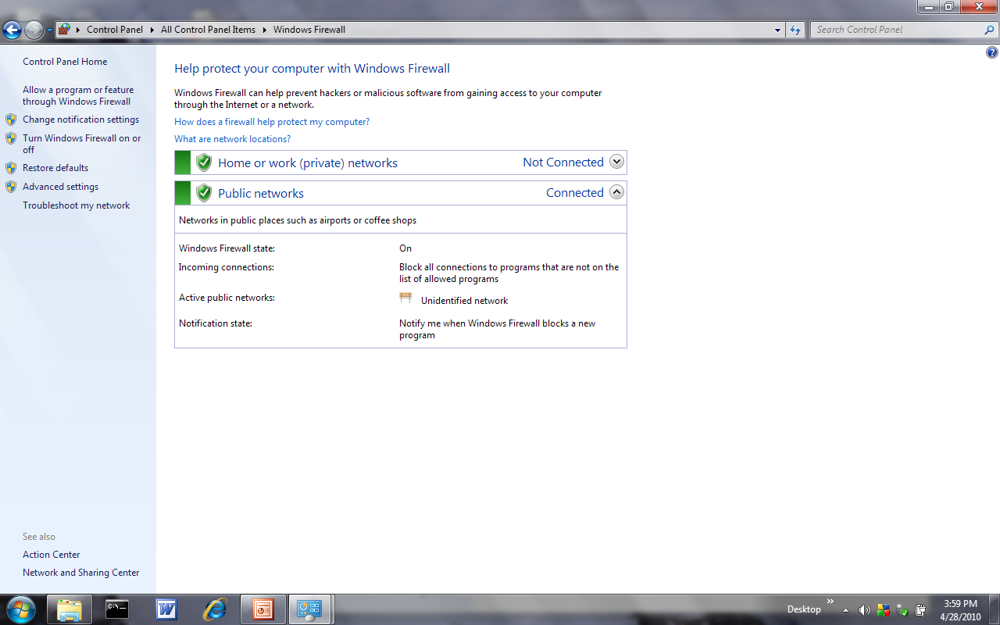 Control Panel
All Control Panel Items
Windows Firewall
Search Control Panel
Control Panel Home
Allow a program or feature
through Windows Firewall
Change notification settings
Turn Windows Firewall on or
off
Restore defaults
Advanced settings
Troubleshoot my network
See also
Action Center
Network and Sharing Center
Help protect your computer with Windows Firewall
Windows Firewall can help prevent hackers or malicious software from gaining access to your computer
through the Internet or a network.
How does a firewall help protect my computer?
What are network locations?
Home or work (private) networks Not Connected
Public networks Connected
Networks in public places such as airports or coffee shops
Windows Firewall state: On
Incoming connections: Block all connections to programs that are not on the
list of allowed programs
Active public networks: Unidentified network
Notification state: Notify me when Windows Firewall blocks a new
program
C:\_
W
Desktop »
3:59 PM
4/28/2010